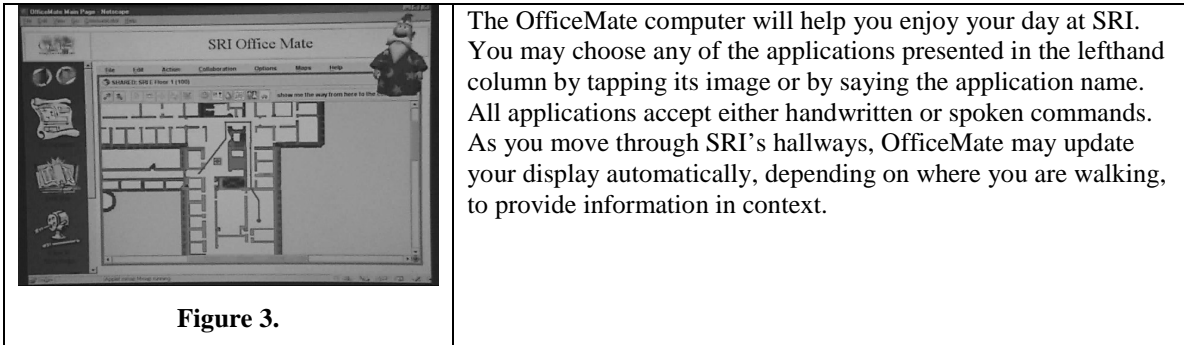 OfficeMate Main Page - Netscape
SRI Office Mate
File Edit Action Collaboration Options Maps Help
SHARED: SRI E Floor 1 (100)
show me the way from here to the
Figure 3.
The OfficeMate computer will help you enjoy your day at SRI.
You may choose any of the applications presented in the lefthand
column by tapping its image or by saying the application name.
All applications accept either handwritten or spoken commands.
As you move through SRI’s hallways, OfficeMate may update
your display automatically, depending on where you are walking,
to provide information in context.